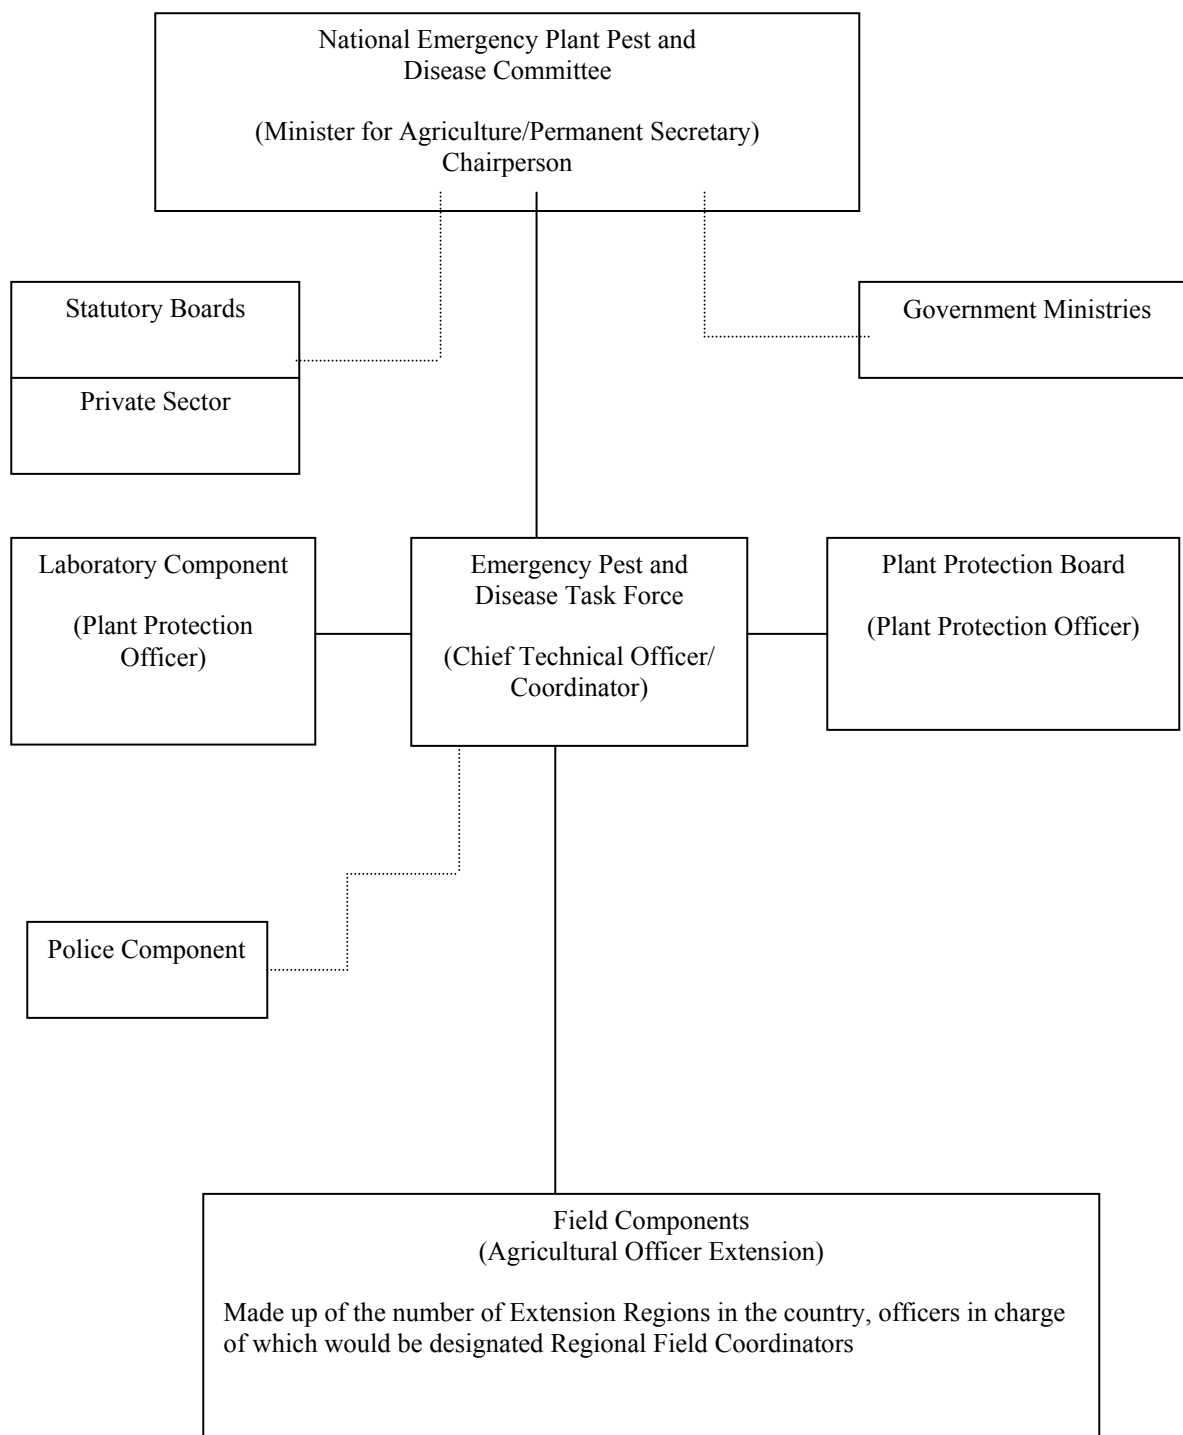 National Emergency Plant Pest and
Disease Committee
(Minister for Agriculture/Permanent Secretary)
Chairperson
Statutory Boards
Government Ministries
Private Sector
Laboratory Component
(Plant Protection
Officer)
Emergency Pest and
Disease Task Force
(Chief Technical Officer/
Coordinator)
Plant Protection Board
(Plant Protection Officer)
Police Component
Field Components
(Agricultural Officer Extension)
Made up of the number of Extension Regions in the country, officers in charge
of which would be designated Regional Field Coordinators